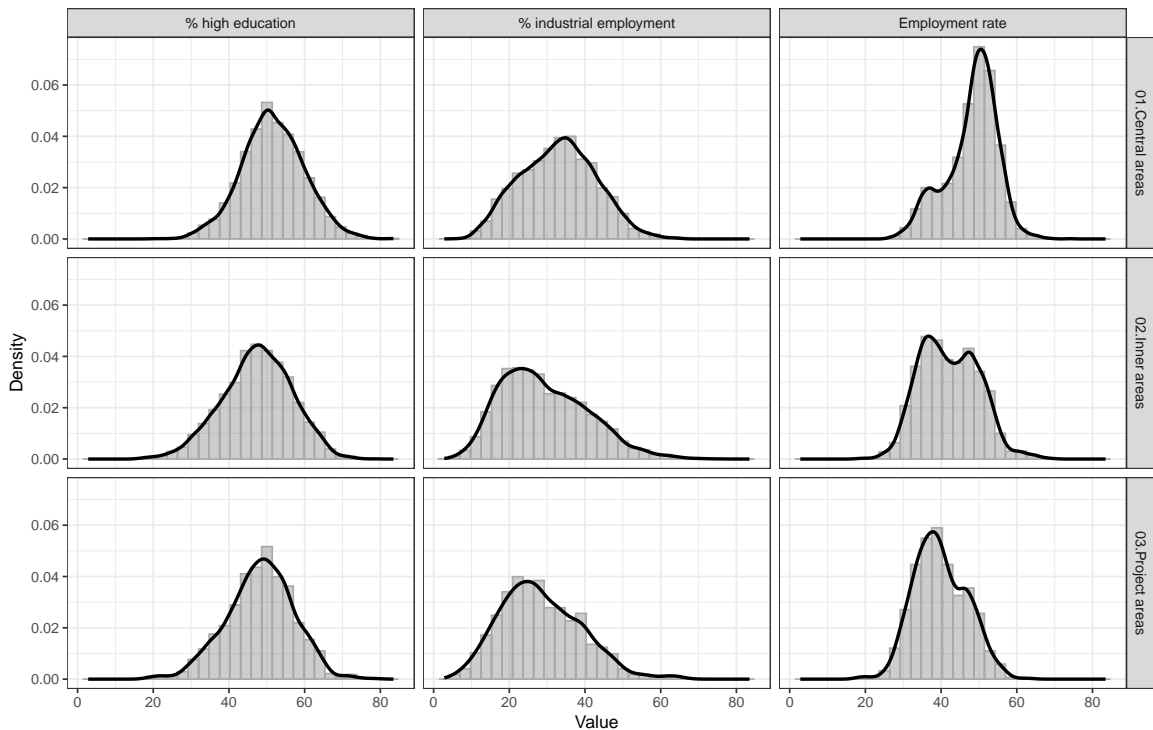 % high education
% industrial employment
Employment rate
0.06
0.04
0.02
0.00
01.Central areas
0.06
0.04
0.02
0.00
02.Inner areas
0.06
0.04
0.02
0.00
03.Project areas
Density
0 20 40 60 80
0 20 40 60 80
0 20 40 60 80
Value